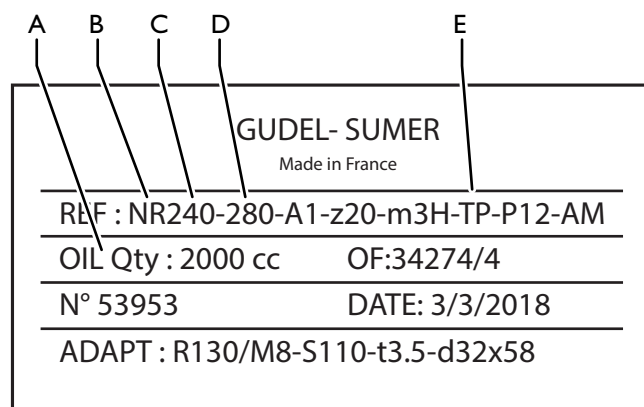 A B C D E
GUDEL- SUMER
Made in France
REF : NR240-280-A1-z20-m3H-TP-P12-AM
OIL Qty : 2000 cc OF:34274/4
N° 53953 DATE: 3/3/2018
ADAPT : R130/M8-S110-t3.5-d32x58